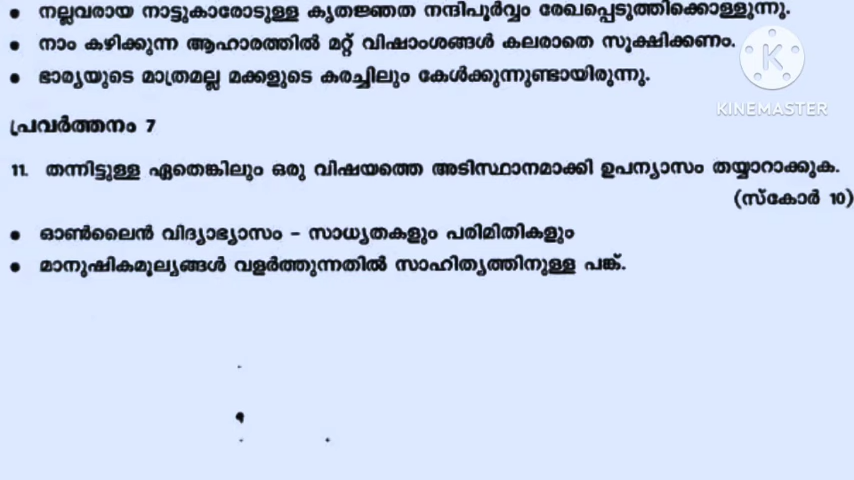 • നല്ലവരായ നാട്ടുകാരോടുള്ള കൃതജ്ഞത നന്ദിപൂർവ്വം രേഖപ്പെടുത്തിക്കൊള്ളുന്നു.
• നാം കഴിക്കുന്ന ആഹാരത്തിൽ മറ്റ് വിഷാംശങ്ങൾ കലരാതെ സൂക്ഷിക്കണം.
• ഭാര്യയുടെ മാത്രമല്ല മക്കളുടെ കരച്ചിലും കേൾക്കുന്നുണ്ടായിരുന്നു.
K
KINEMASTER
പ്രവർത്തനം 7
11. തന്നിട്ടുള്ള ഏതെങ്കിലും ഒരു വിഷയത്തെ അടിസ്ഥാനമാക്കി ഉപന്യാസം തയ്യാറാക്കുക.
(സ്കോർ 10)
• ഓൺലൈൻ വിദ്യാഭ്യാസം – സാധ്യതകളും പരിമിതികളും
• മാനുഷികമൂല്യങ്ങൾ വളർത്തുന്നതിൽ സാഹിത്യത്തിനുള്ള പങ്ക്.